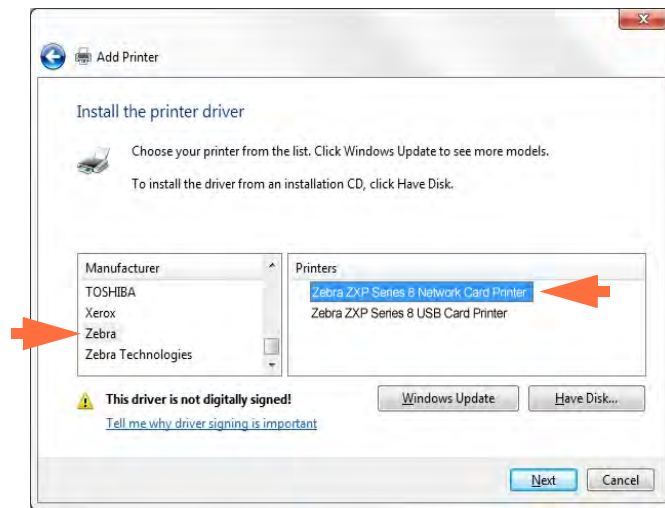 Add Printer
Install the printer driver
Choose your printer from the list. Click Windows Update to see more models.
To install the driver from an installation CD, click Have Disk.
Manufacturer
TOSHIBA
Xerox
Zebra
Zebra Technologies
Printers
Zebra ZXP Series 8 Network Card Printer
Zebra ZXP Series 8 USB Card Printer
This driver is not digitally signed!
Tell me why driver signing is important
Windows Update
Have Disk...
Next
Cancel